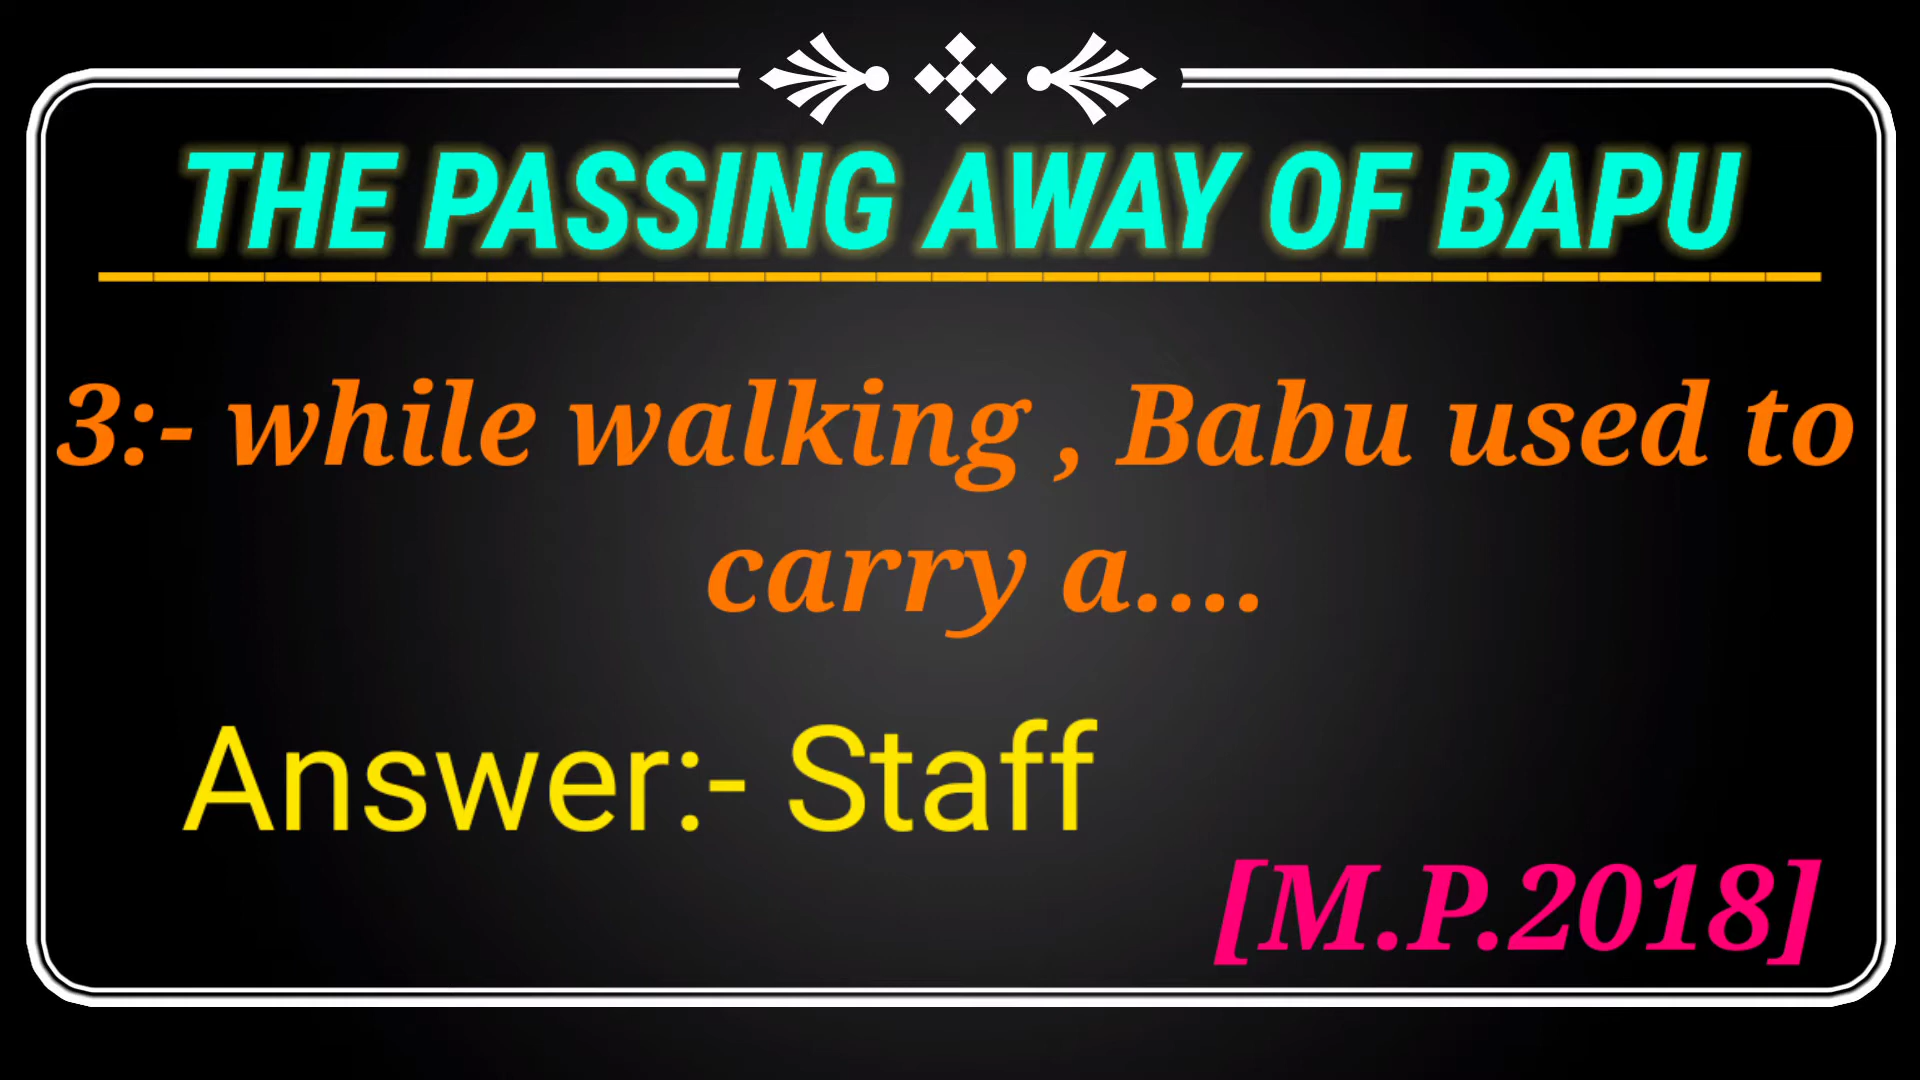 THE PASSING AWAY OF BAPU
3:- while walking , Babu used to
carry a....
Answer:- Staff
[M.P.2018]